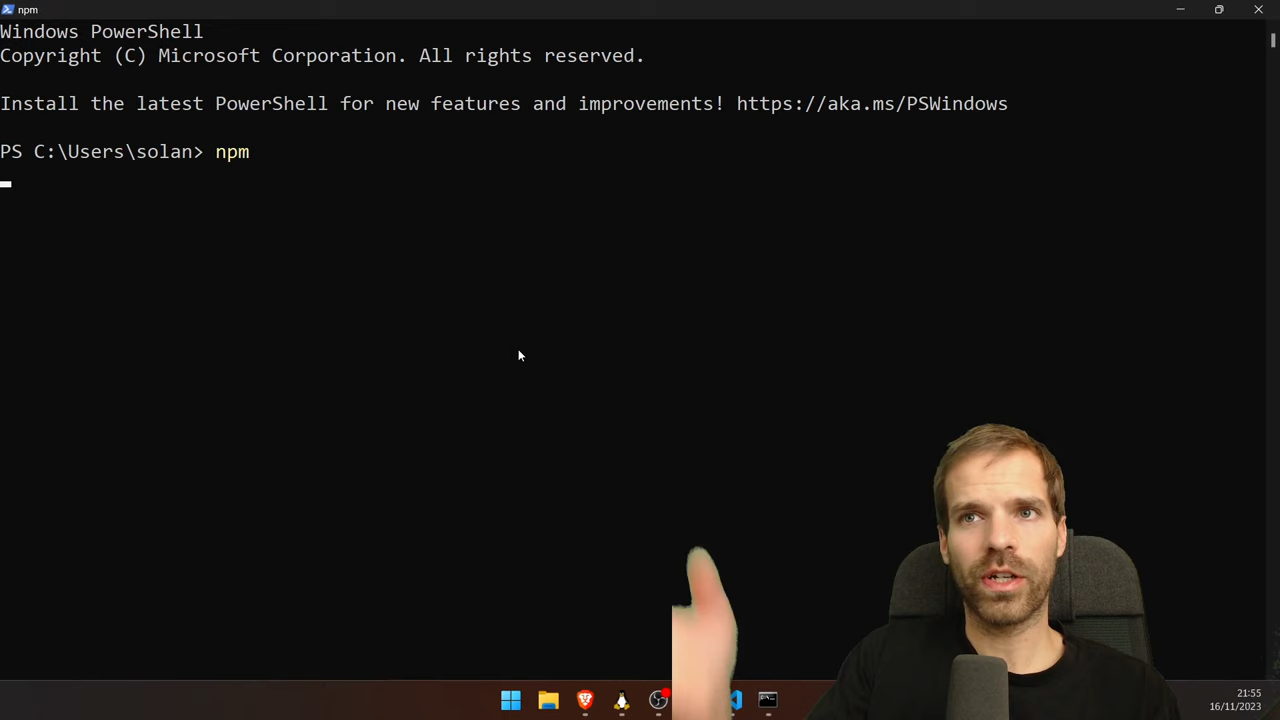 npm
Windows PowerShell
Copyright (C) Microsoft Corporation. All rights reserved.
Install the latest PowerShell for new features and improvements! https://aka.ms/PSWindows
PS C:\Users\solan> npm
21:55
16/11/2023